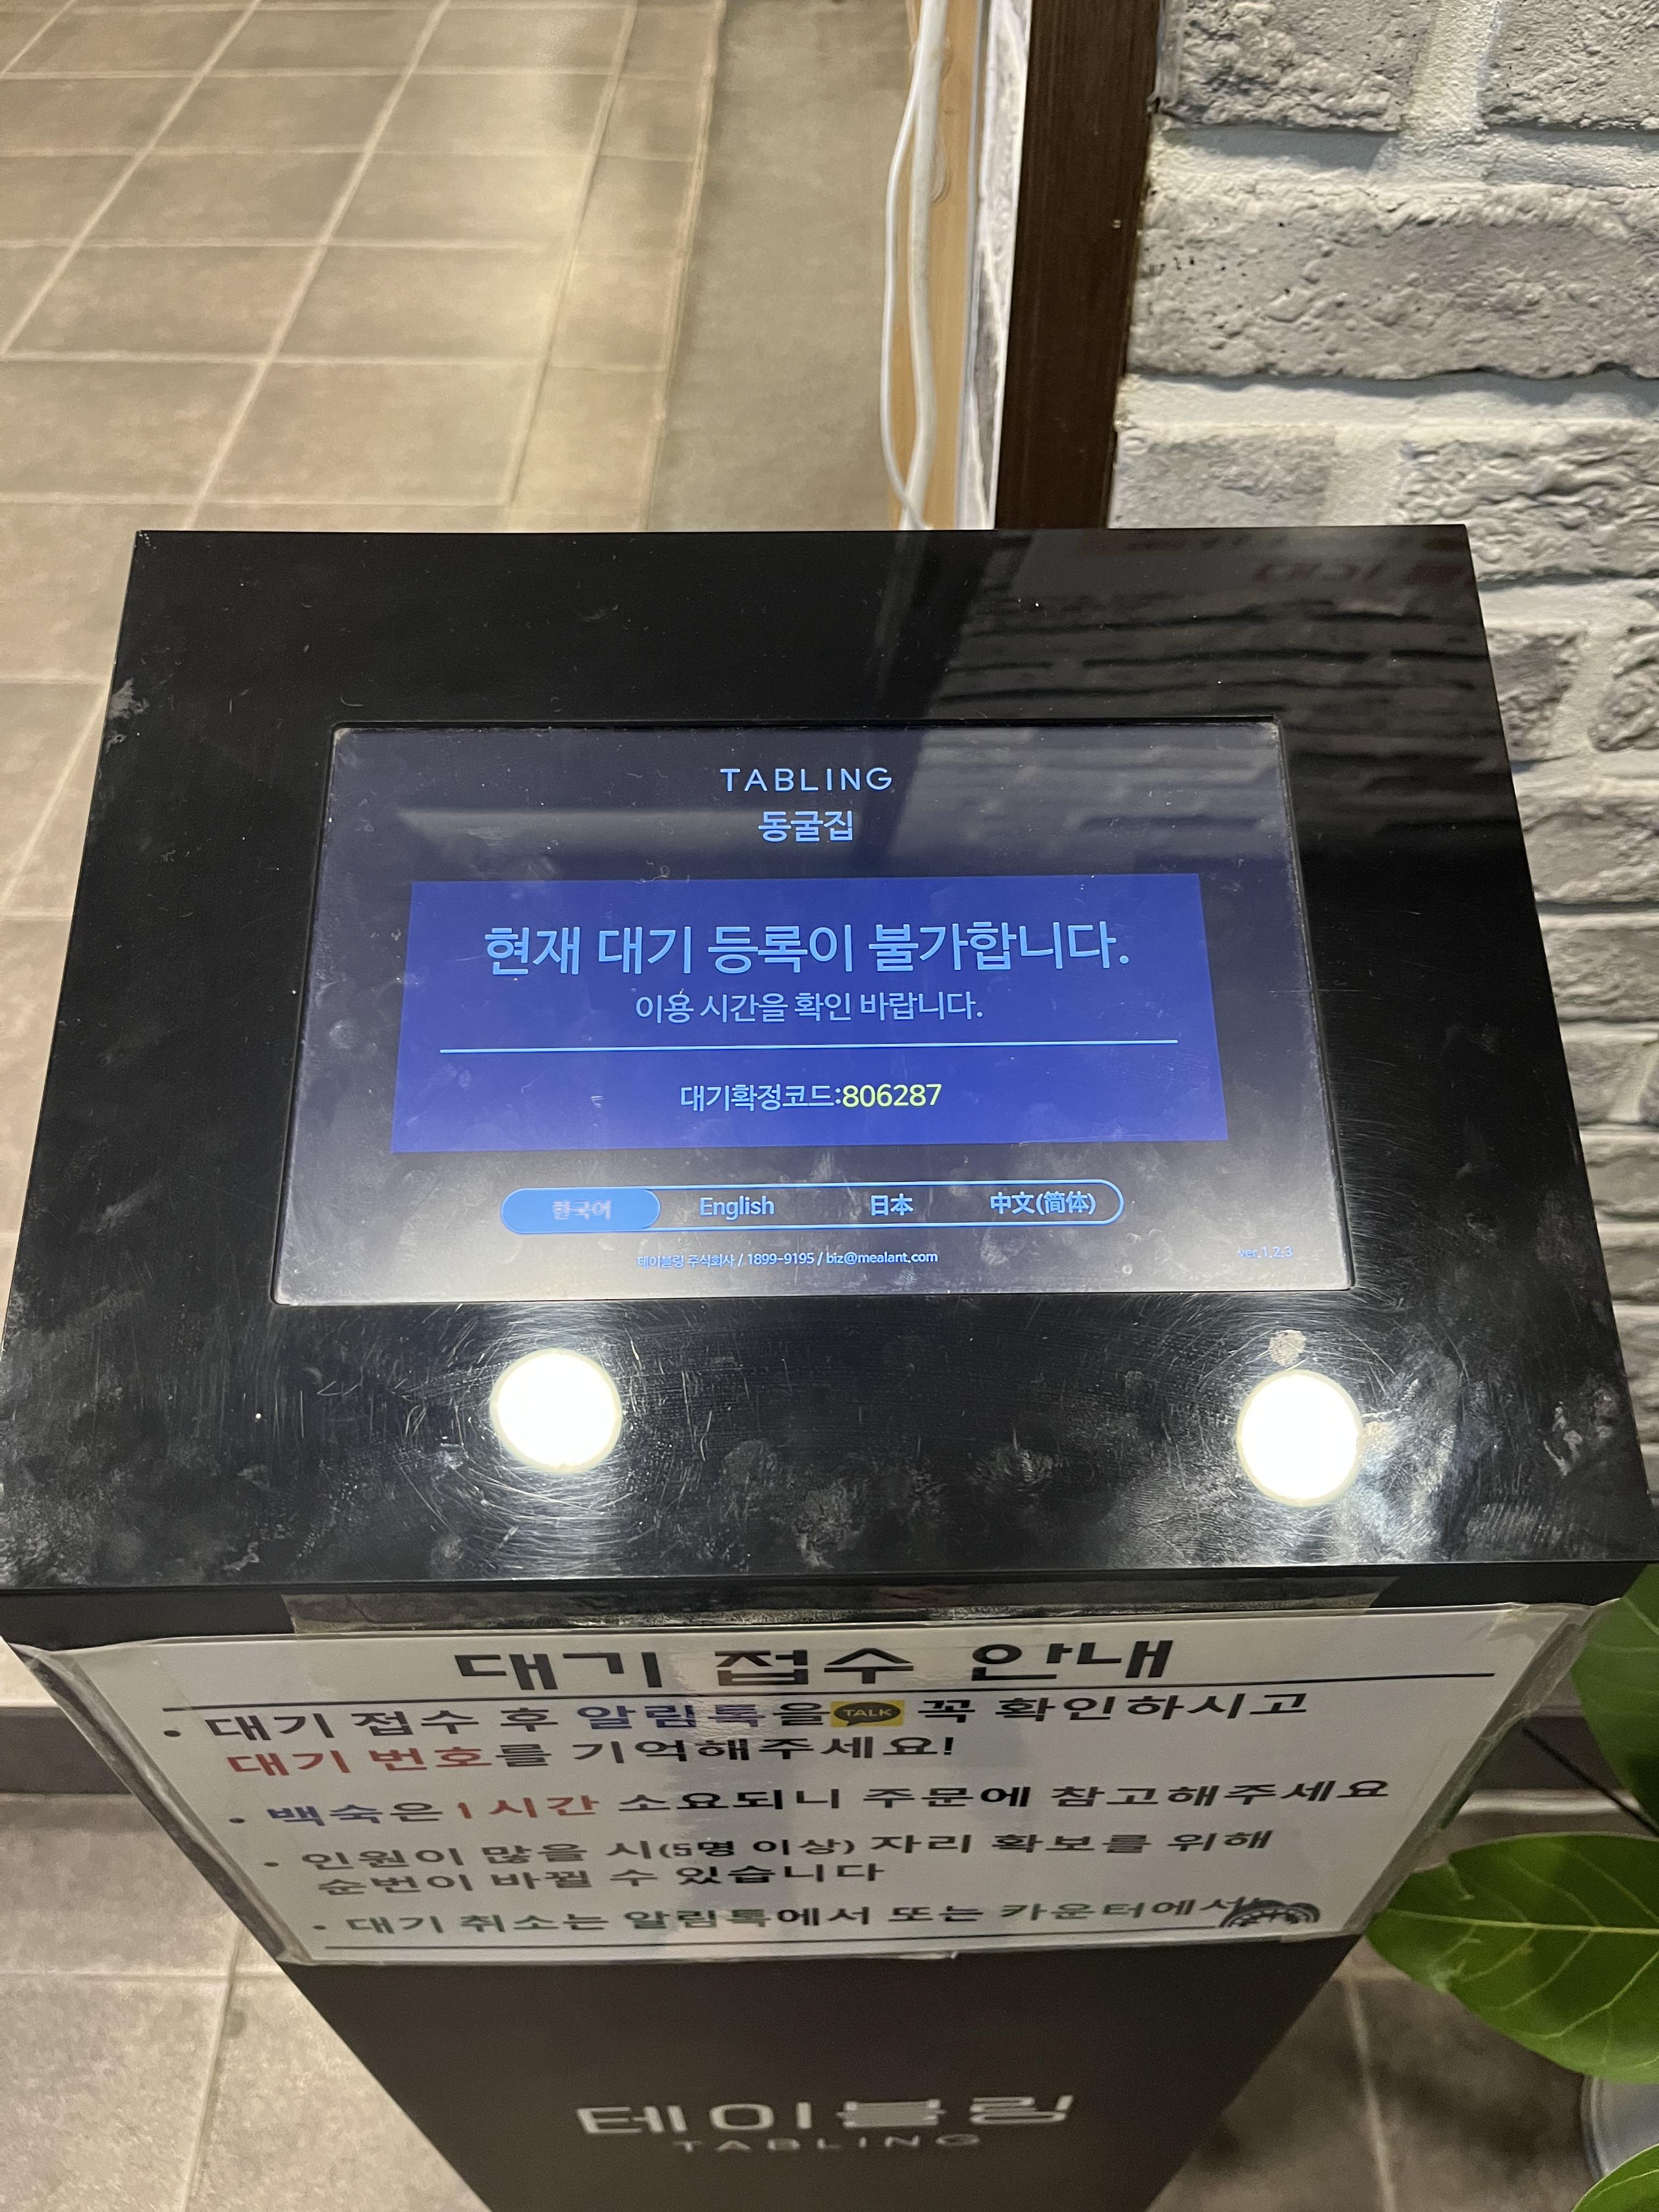 TABLING
동굴집
현재 대기 등록이 불가합니다.
이용 시간을 확인 바랍니다.
대기확정코드:806287
한국어 English 日本 中文(简体)
테이블링 주식회사 / 1899-9195 / biz@mealant.com
ver.1.2.3
대기 접수 안내
• 대기 접수 후 알림톡을 TALK 꼭 확인하시고
대기 번호를 기억해주세요!
• 백숙은 1시간 소요되니 주문에 참고해주세요
• 인원이 많을 시(5명 이상) 자리 확보를 위해
순번이 바뀔 수 있습니다
• 대기 취소는 알림톡에서 또는 카운터에서
테이블링
TABLING